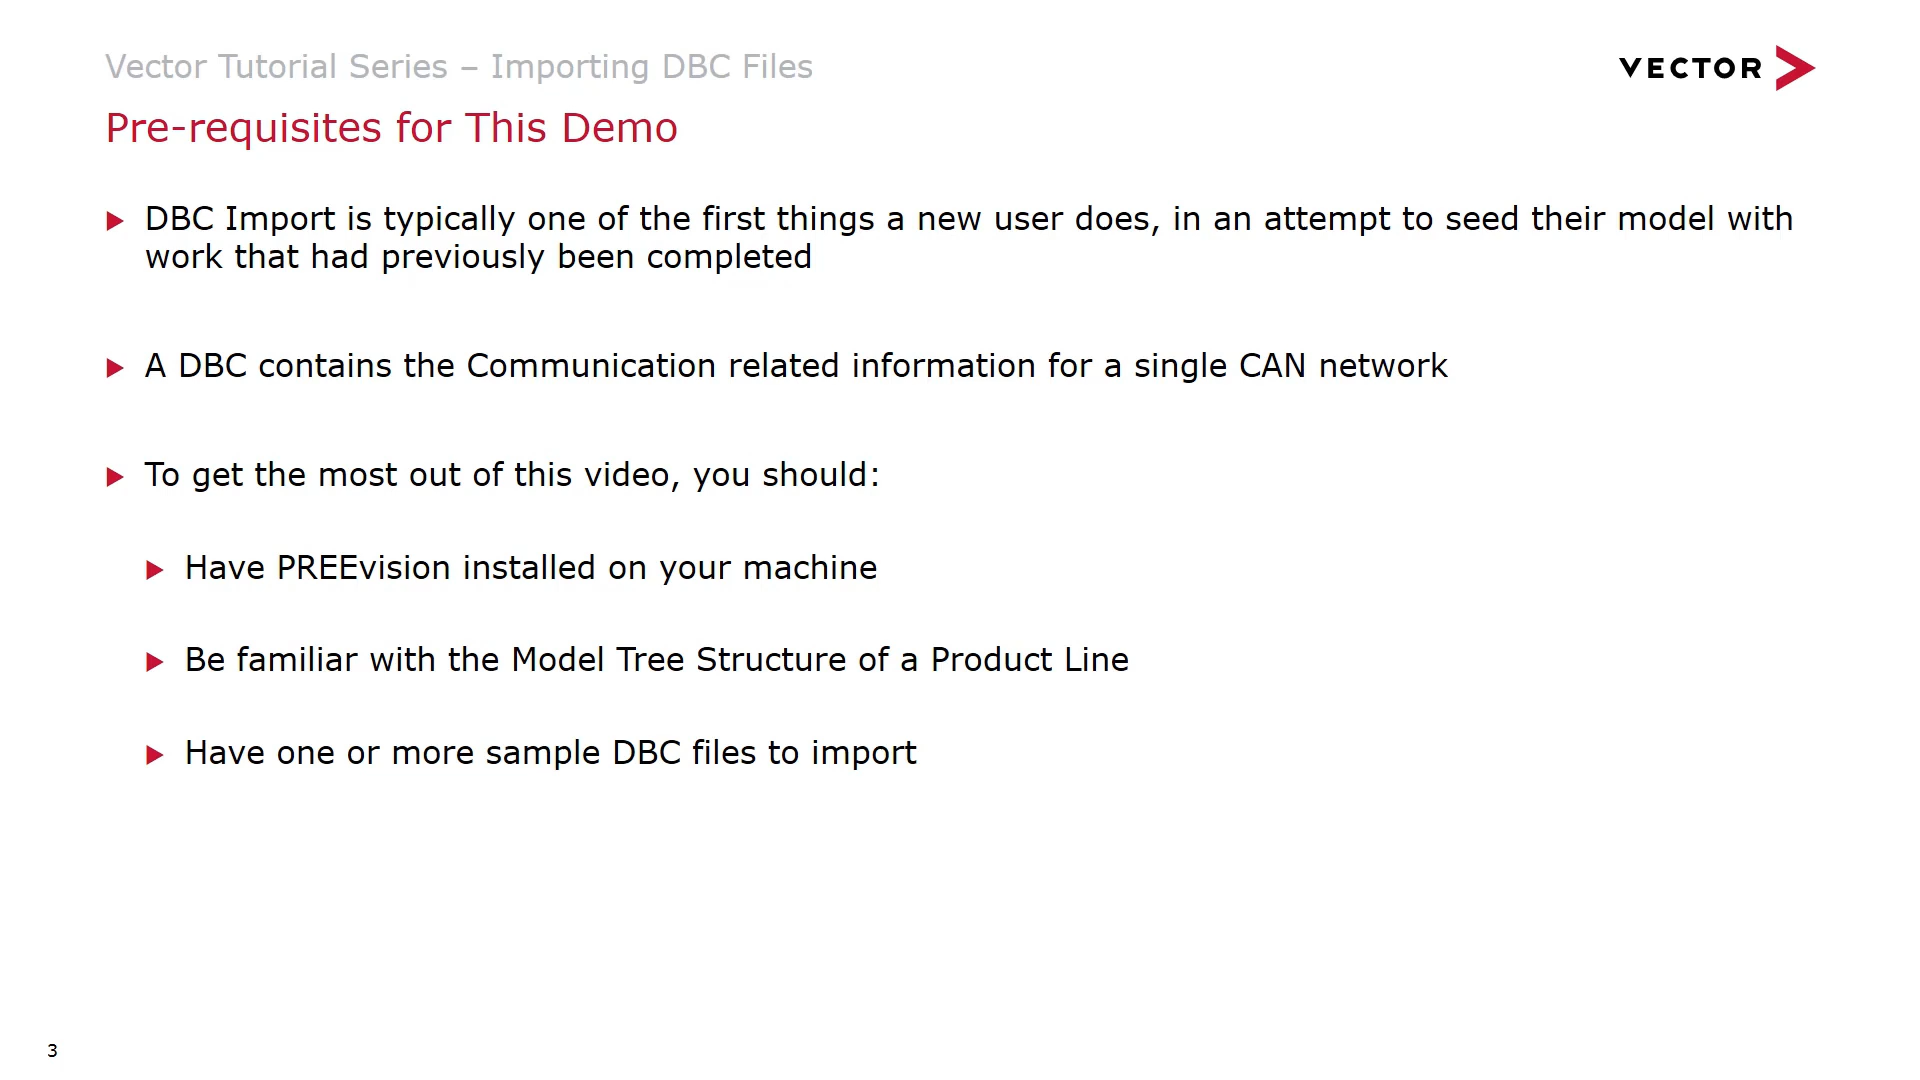 Vector Tutorial Series – Importing DBC Files
VECTOR
Pre-requisites for This Demo
DBC Import is typically one of the first things a new user does, in an attempt to seed their model with
work that had previously been completed
A DBC contains the Communication related information for a single CAN network
To get the most out of this video, you should:
Have PREEvision installed on your machine
Be familiar with the Model Tree Structure of a Product Line
Have one or more sample DBC files to import
3